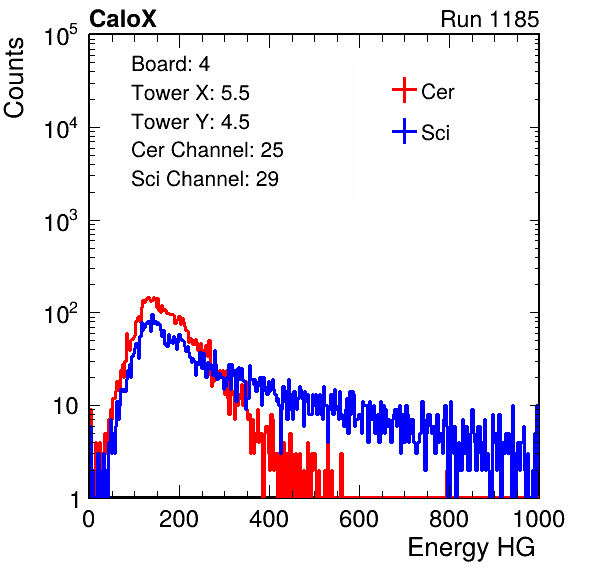 CaloX Run 1185
Board: 4
Tower X: 5.5
Tower Y: 4.5
Cer Channel: 25
Sci Channel: 29
Cer
Sci
Counts
10^5
10^4
10^3
10^2
10
1
0 200 400 600 800 1000
Energy HG